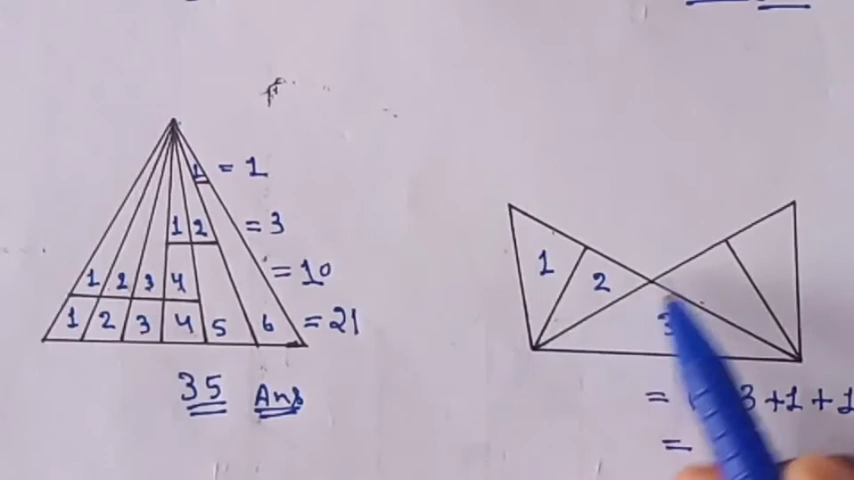 1 = 1
1 2 = 3
1 2 3 4 = 10
1 2 3 4 5 6 = 21
35 Ans
1
2
3
= 3 +1 +1
=